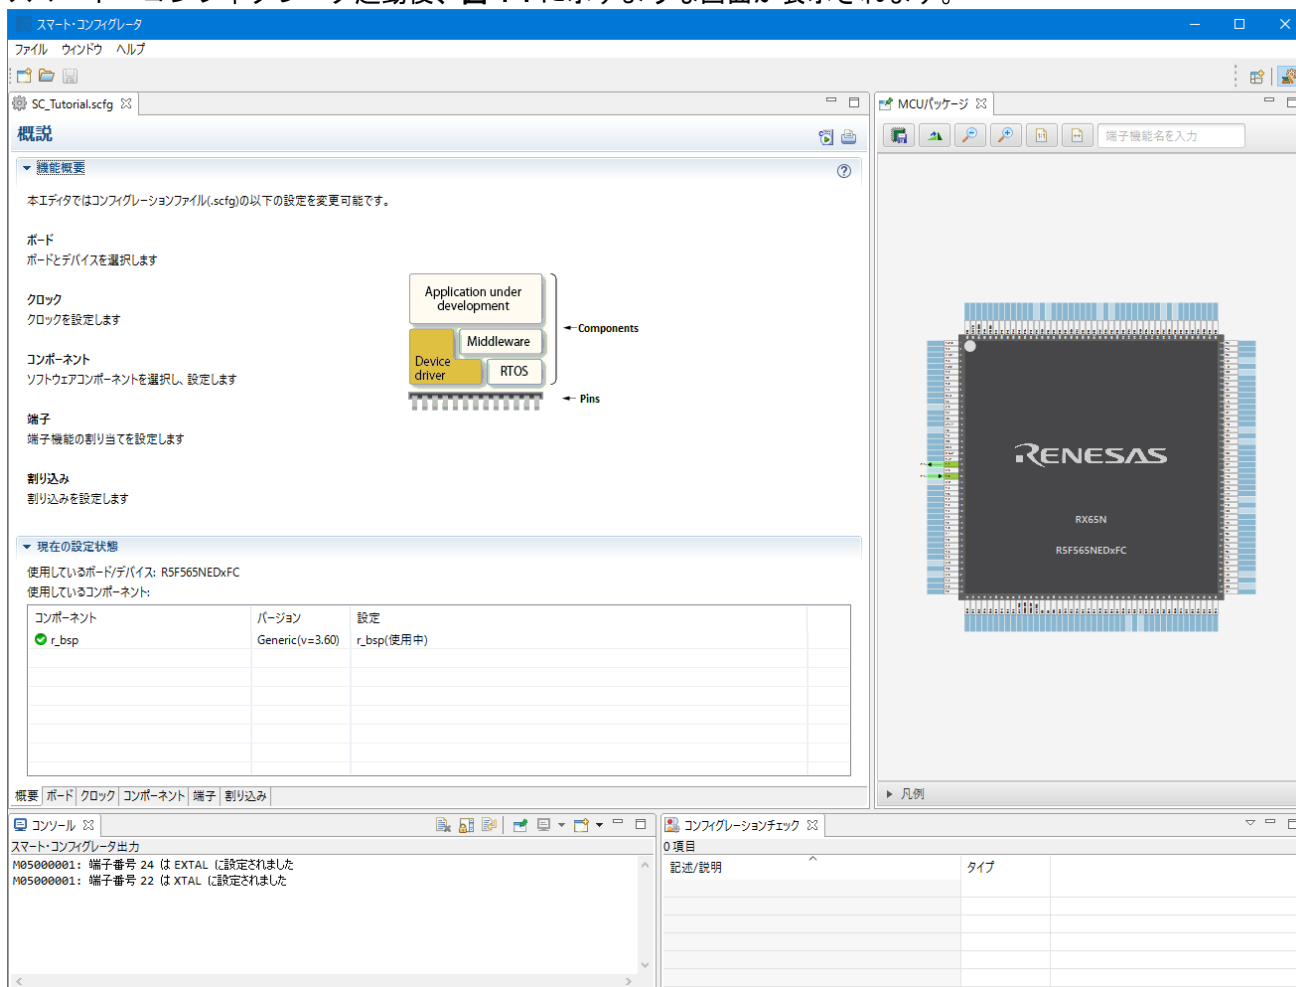 スマート・コンフィグレータ
ファイル ウィンドウ ヘルプ
SC_Tutorial.scfg
概説
機能概要
本エディタではコンフィグレーションファイル(.scfg)の以下の設定を変更可能です。
ボード
ボードとデバイスを選択します
クロック
クロックを設定します
コンポーネント
ソフトウェアコンポーネントを選択し、設定します
端子
端子機能の割り当てを設定します
割り込み
割り込みを設定します
Application under
development
Middleware
Device
driver
RTOS
Components
Pins
現在の設定状態
使用しているボード/デバイス: R5F565NEDxFC
使用しているコンポーネント:
コンポーネント バージョン 設定
r_bsp Generic(v=3.60) r_bsp(使用中)
概要 ボード クロック コンポーネント 端子 割り込み
MCUパッケージ
端子機能名を入力
RENESAS
RX65N
R5F565NEDxFC
凡例
コンソール
スマート・コンフィグレータ出力
M05000001: 端子番号 24 は EXTAL に設定されました
M05000001: 端子番号 22 は XTAL に設定されました
コンフィグレーションチェック
0 項目
記述/説明 タイプ